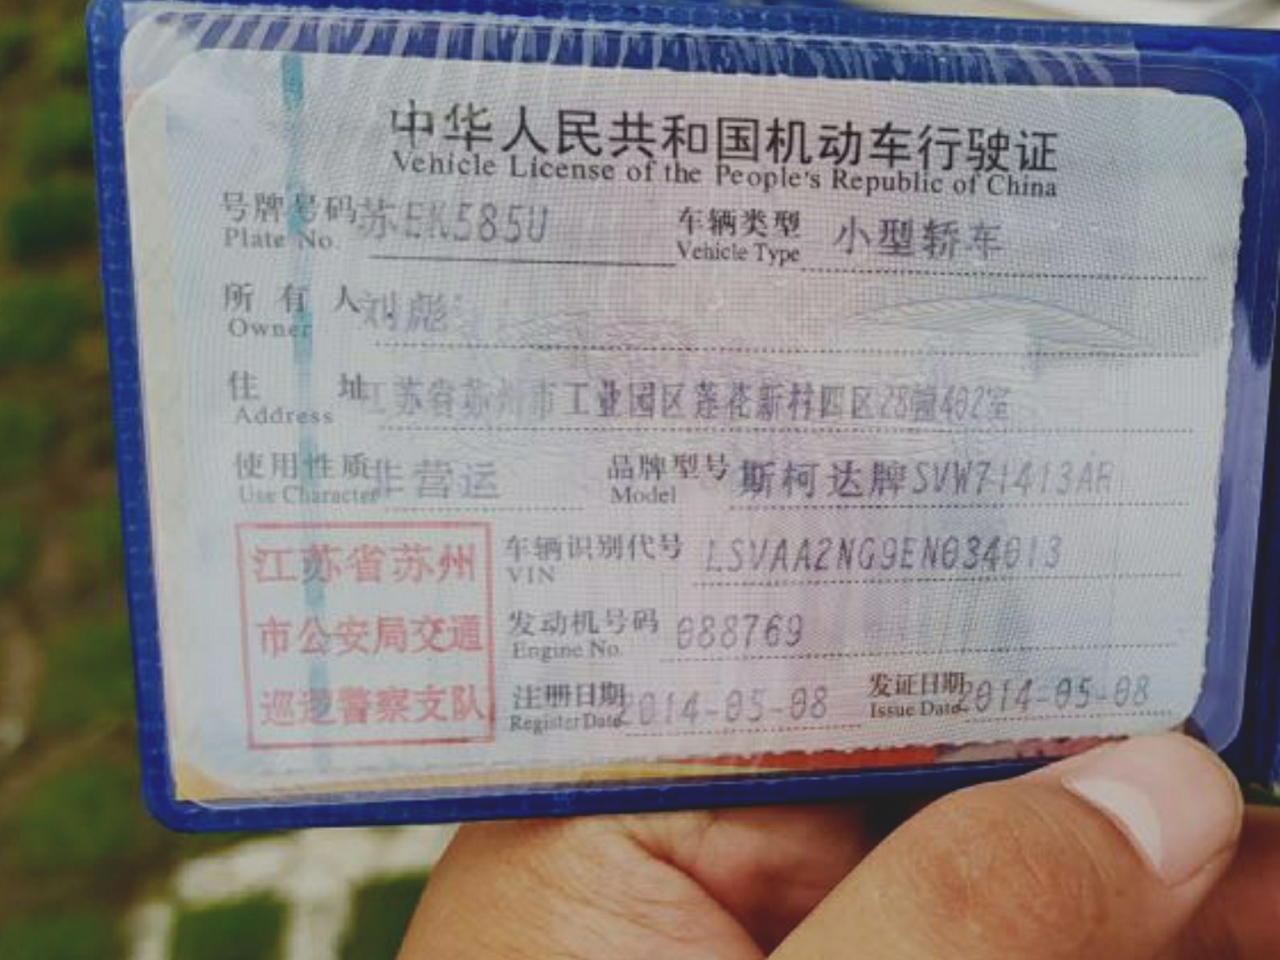 中华人民共和国机动车行驶证
Vehicle License of the People's Republic of China
号牌号码 苏EK585U 车辆类型 小型轿车
Plate No. Vehicle Type
所有人 刘彪
Owner
住址 江苏省苏州市工业园区莲花新村四区28幢402室
Address
使用性质 非营运 品牌型号 斯柯达牌SVW71413AR
Use Character Model
江苏省苏州
市公安局交通
巡逻警察支队
车辆识别代号 LSVAA2NG9EN034013
VIN
发动机号码 088769
Engine No.
注册日期 2014-05-08 发证日期 2014-05-08
Register Date Issue Date